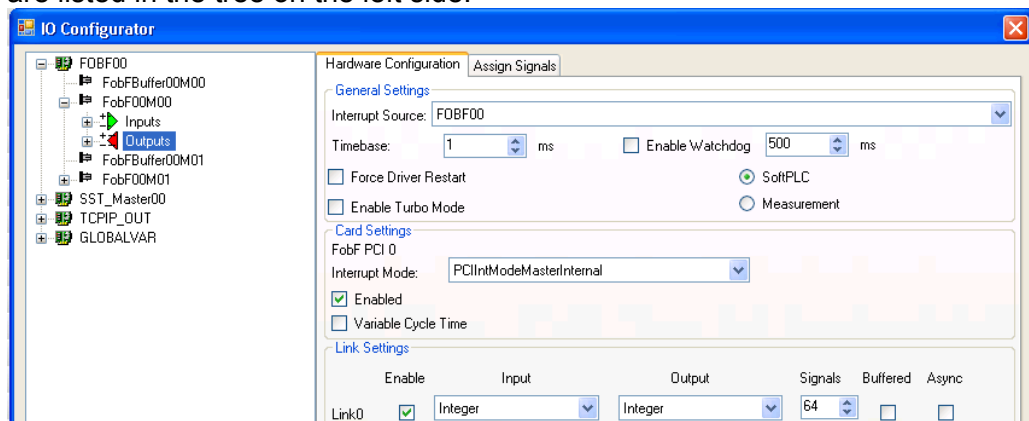 are listed in the tree on the left side.
IO Configurator
FOBF00
FobFBuffer00M00
FobF00M00
Inputs
Outputs
FobFBuffer00M01
FobF00M01
SST_Master00
TCPIP_OUT
GLOBALVAR
Hardware Configuration Assign Signals
General Settings
Interrupt Source: FOBF00
Timebase: 1 ms Enable Watchdog 500 ms
Force Driver Restart SoftPLC
Enable Turbo Mode Measurement
Card Settings
FobF PCI 0
Interrupt Mode: PCIIntModeMasterInternal
Enabled
Variable Cycle Time
Link Settings
Enable Input Output Signals Buffered Async
Link0 Integer Integer 64